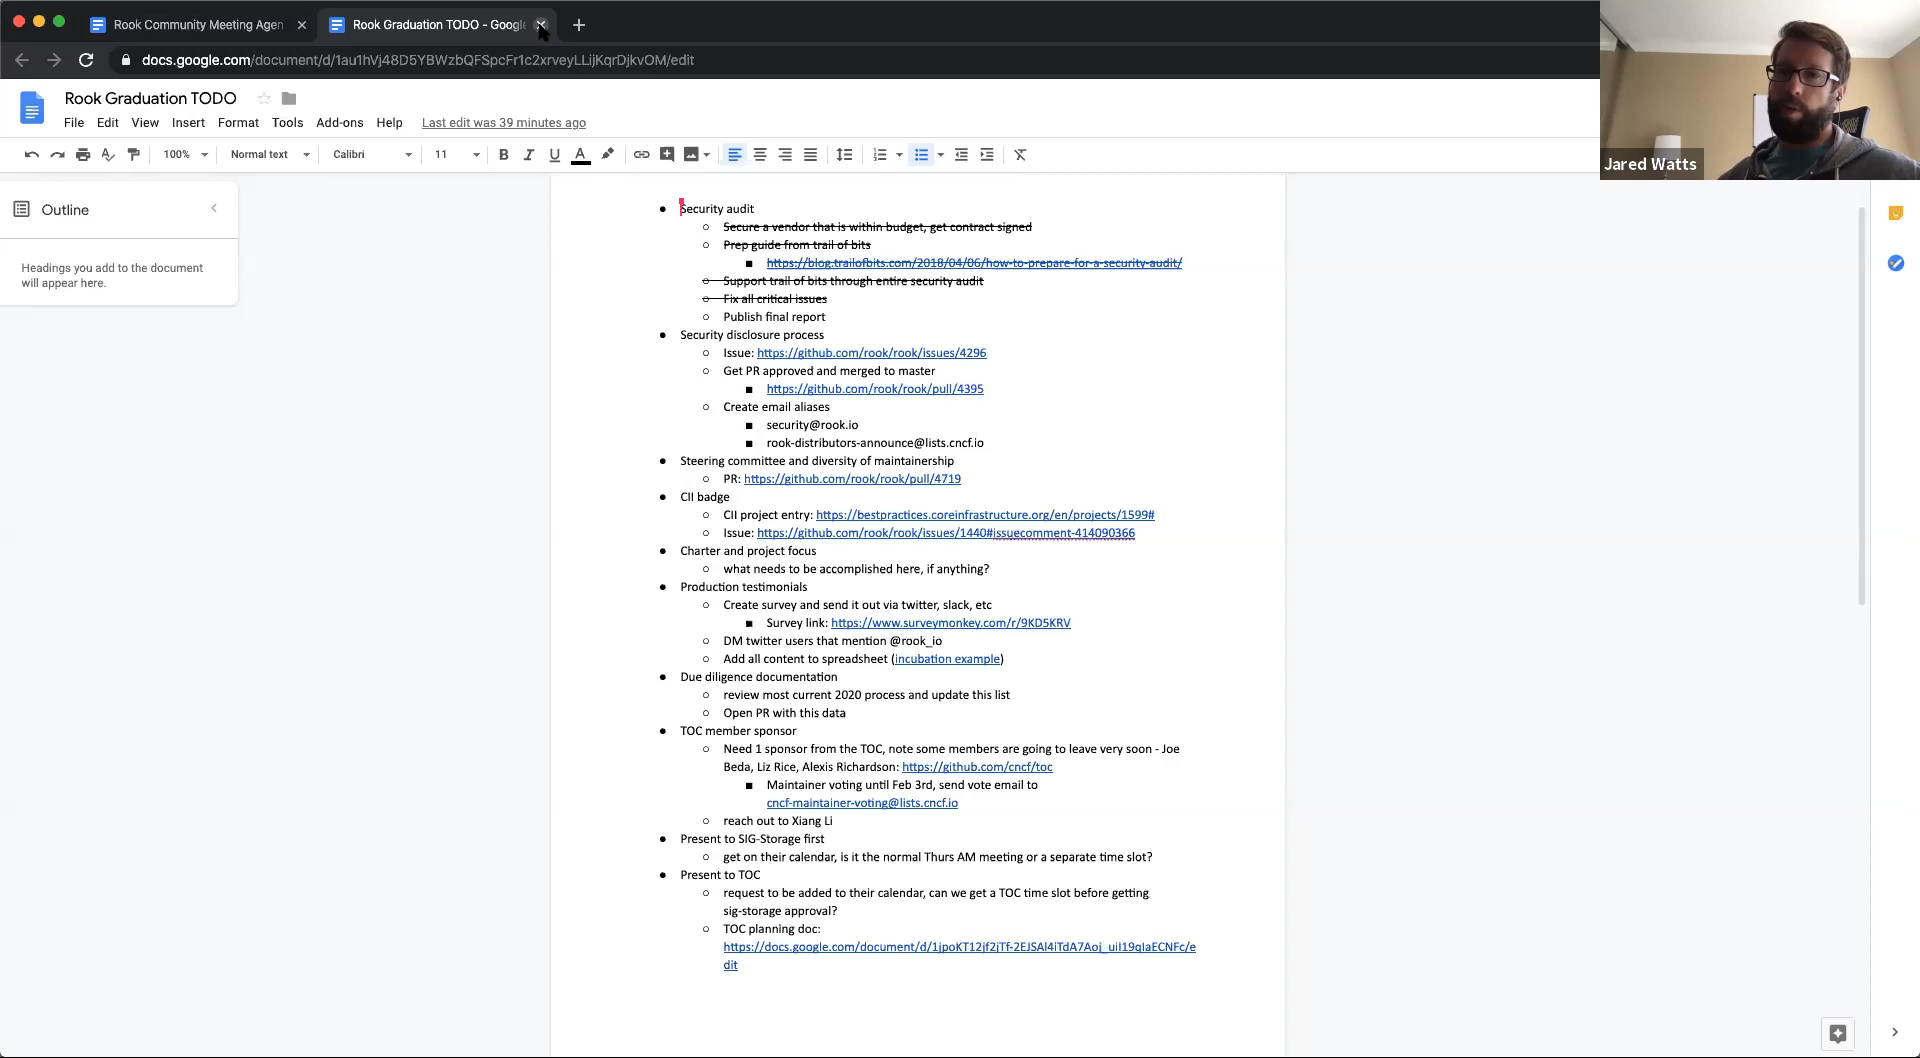 Rook Community Meeting Agen
Rook Graduation TODO - Googl
docs.google.com/document/d/1au1hVj48D5YBWzbQFSpcFr1c2xrveyLLijKqrDjkvOM/edit
Rook Graduation TODO
File Edit View Insert Format Tools Add-ons Help Last edit was 39 minutes ago
100% Normal text Calibri 11 B I U A
Jared Watts
Outline
Headings you add to the document
will appear here.
Security audit
Secure a vendor that is within budget, get contract signed
Prep guide from trail of bits
https://blog.trailofbits.com/2018/04/06/how-to-prepare-for-a-security-audit/
Support trail of bits through entire security audit
Fix all critical issues
Publish final report
Security disclosure process
Issue: https://github.com/rook/rook/issues/4296
Get PR approved and merged to master
https://github.com/rook/rook/pull/4395
Create email aliases
security@rook.io
rook-distributors-announce@lists.cncf.io
Steering committee and diversity of maintainership
PR: https://github.com/rook/rook/pull/4719
CII badge
CII project entry: https://bestpractices.coreinfrastructure.org/en/projects/1599#
Issue: https://github.com/rook/rook/issues/1440#issuecomment-414090366
Charter and project focus
what needs to be accomplished here, if anything?
Production testimonials
Create survey and send it out via twitter, slack, etc
Survey link: https://www.surveymonkey.com/r/9KD5KRV
DM twitter users that mention @rook_io
Add all content to spreadsheet (incubation example)
Due diligence documentation
review most current 2020 process and update this list
Open PR with this data
TOC member sponsor
Need 1 sponsor from the TOC, note some members are going to leave very soon - Joe
Beda, Liz Rice, Alexis Richardson: https://github.com/cncf/toc
Maintainer voting until Feb 3rd, send vote email to
cncf-maintainer-voting@lists.cncf.io
reach out to Xiang Li
Present to SIG-Storage first
get on their calendar, is it the normal Thurs AM meeting or a separate time slot?
Present to TOC
request to be added to their calendar, can we get a TOC time slot before getting
sig-storage approval?
TOC planning doc:
https://docs.google.com/document/d/1jpoKT12jf2jTf-2EJSAl4iTdA7Aoj_uiI19qIaECNFc/e
dit